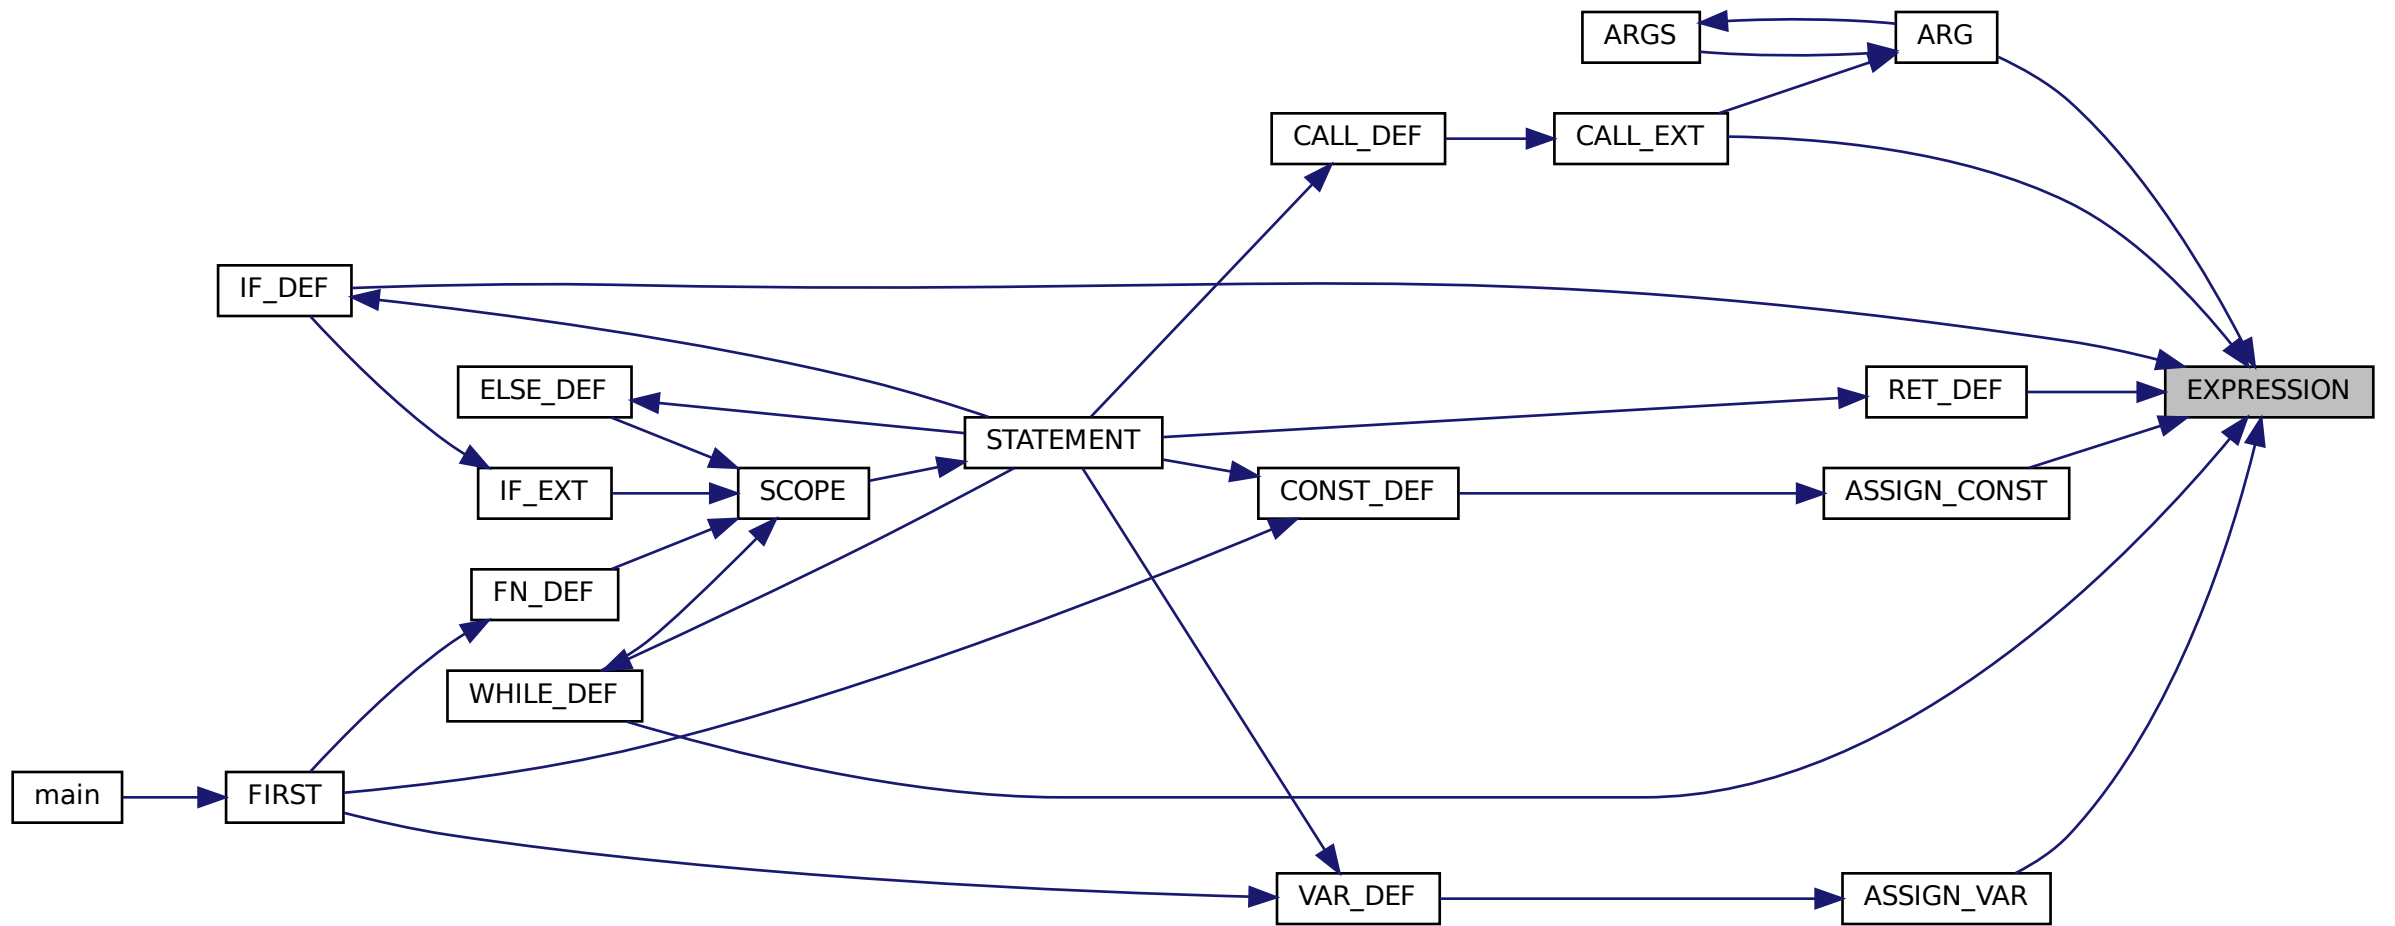 ARGS
ARG
CALL_DEF
CALL_EXT
IF_DEF
ELSE_DEF
RET_DEF
EXPRESSION
STATEMENT
IF_EXT
SCOPE
CONST_DEF
ASSIGN_CONST
FN_DEF
WHILE_DEF
main
FIRST
VAR_DEF
ASSIGN_VAR